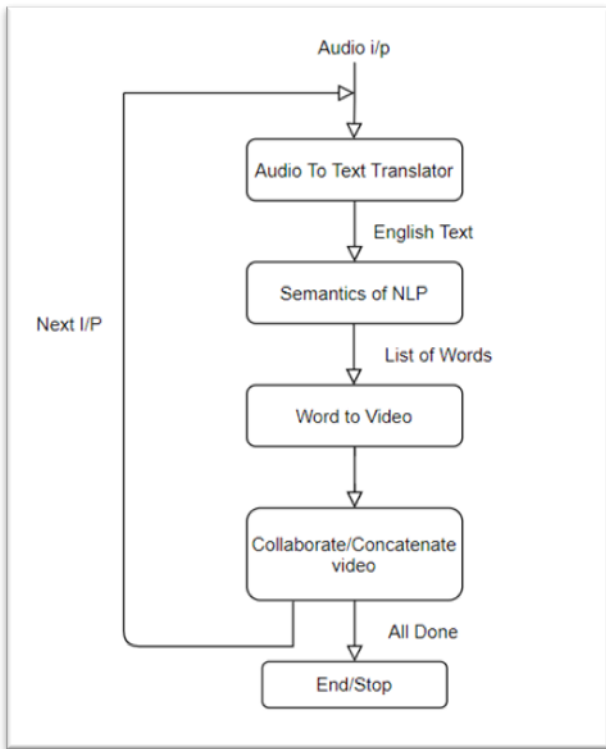 Audio i/p
Audio To Text Translator
English Text
Semantics of NLP
Next I/P
List of Words
Word to Video
Collaborate/Concatenate
video
All Done
End/Stop